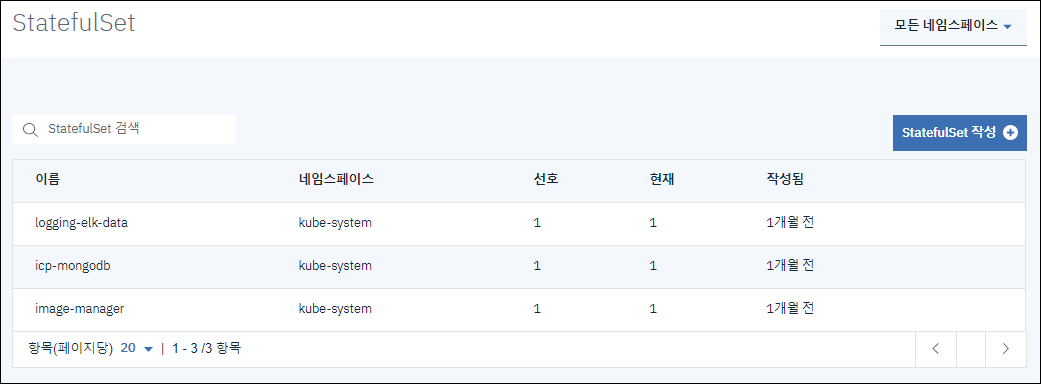 StatefulSet
모든 네임스페이스
StatefulSet 검색
StatefulSet 작성
이름 네임스페이스 선호 현재 작성됨
logging-elk-data kube-system 1 1 1개월 전
icp-mongodb kube-system 1 1 1개월 전
image-manager kube-system 1 1 1개월 전
항목(페이지당) 20 | 1 - 3 /3 항목